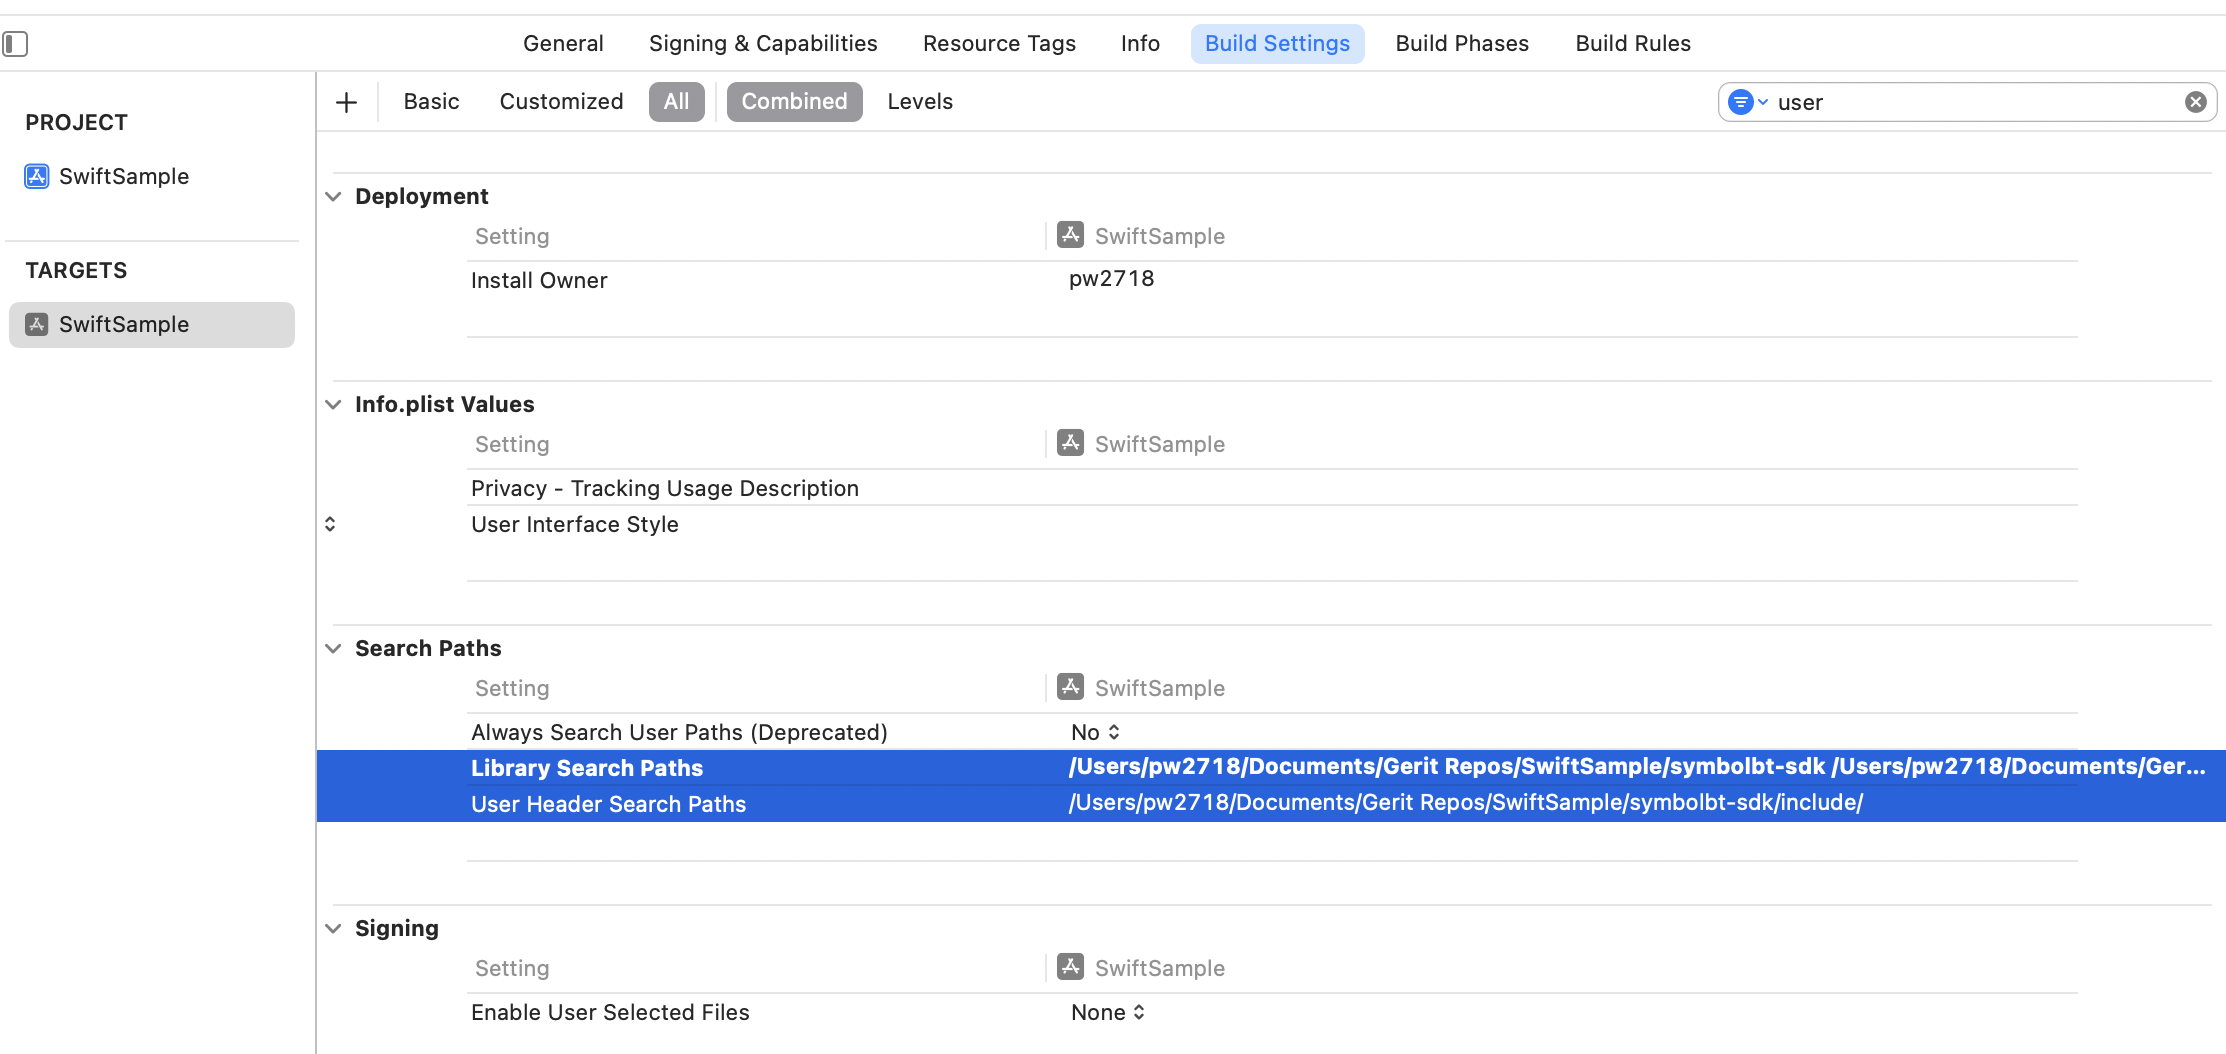 General Signing & Capabilities Resource Tags Info Build Settings Build Phases Build Rules
PROJECT
SwiftSample
TARGETS
SwiftSample
Basic Customized All Combined Levels
user
Deployment
Setting SwiftSample
Install Owner pw2718
Info.plist Values
Setting SwiftSample
Privacy - Tracking Usage Description
User Interface Style
Search Paths
Setting SwiftSample
Always Search User Paths (Deprecated) No
Library Search Paths /Users/pw2718/Documents/Gerit Repos/SwiftSample/symbolbt-sdk /Users/pw2718/Documents/Ger...
User Header Search Paths /Users/pw2718/Documents/Gerit Repos/SwiftSample/symbolbt-sdk/include/
Signing
Setting SwiftSample
Enable User Selected Files None